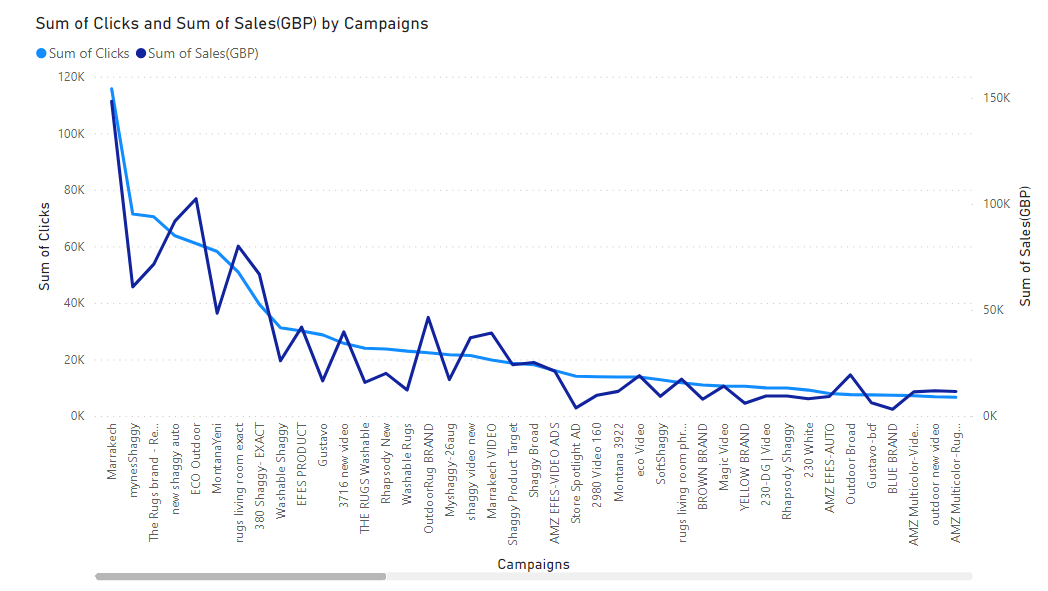 Sum of Clicks and Sum of Sales(GBP) by Campaigns
Sum of Clicks Sum of Sales(GBP)
120K
100K
80K
60K
40K
20K
0K
Sum of Clicks
150K
100K
50K
0K
Sum of Sales(GBP)
Marrakech
mynesShaggy
The Rugs brand - Re...
new shaggy auto
ECO Outdoor
MontanaYeni
rugs living room exact
380 Shaggy- EXACT
Washable Shaggy
EFES PRODUCT
Gustavo
3716 new video
THE RUGS Washable
Rhapsody New
Washable Rugs
OutdoorRug BRAND
Myshaggy-26aug
shaggy video new
Marrakech VIDEO
Shaggy Product Target
Shaggy Broad
AMZ EFES-VIDEO ADS
Store Spotlight AD
2980 Video 160
Montana 3922
eco Video
SoftShaggy
rugs living room phr...
BROWN BRAND
Magic Video
YELLOW BRAND
230-DG | Video
Rhapsody Shaggy
230 White
AMZ EFES-AUTO
Outdoor Broad
Gustavo-bcf
BLUE BRAND
AMZ Multicolor-Vide...
outdoor new video
AMZ Multicolor-Rug...
Campaigns